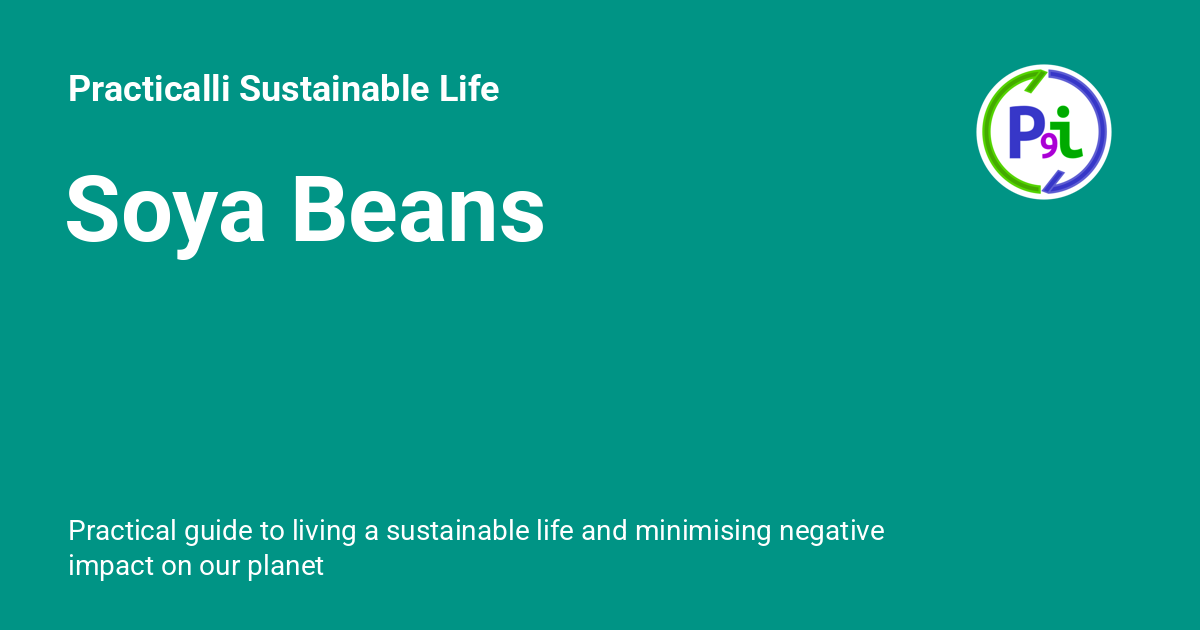 Practicalli Sustainable Life
Soya Beans
P9i
Practical guide to living a sustainable life and minimising negative
impact on our planet